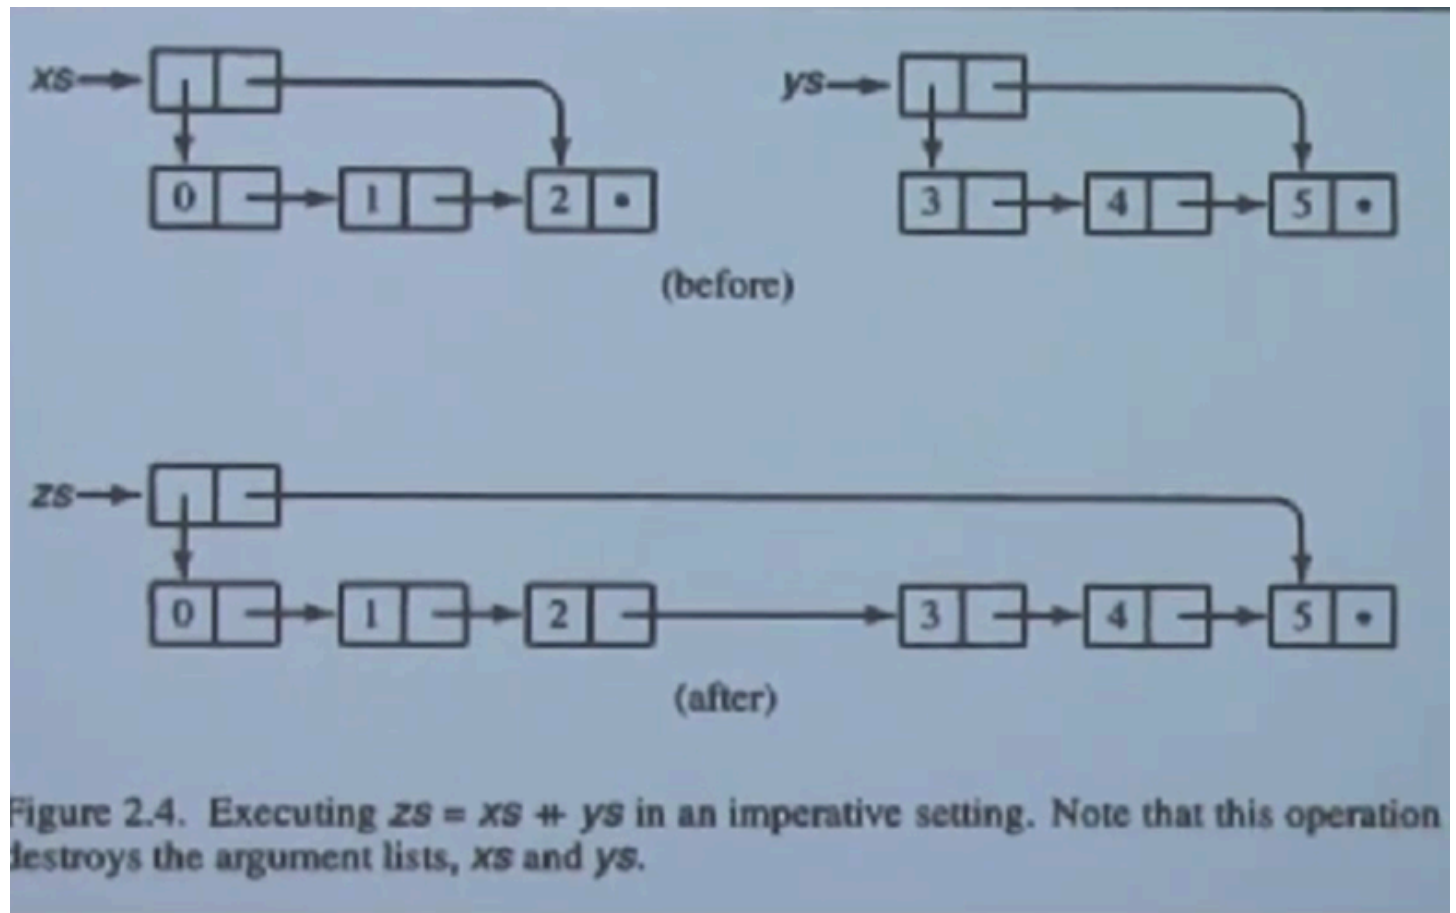 xs ys
0 1 2 • 3 4 5 •
(before)
zs
0 1 2 3 4 5 •
(after)
Figure 2.4. Executing zs = xs ⧺ ys in an imperative setting. Note that this operation
destroys the argument lists, xs and ys.